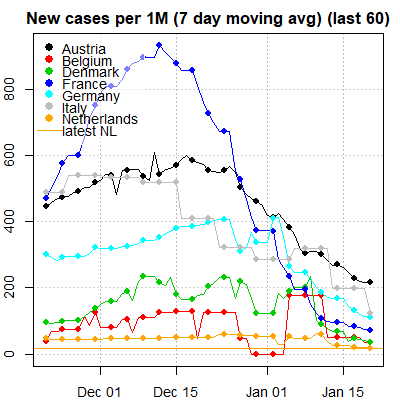 New cases per 1M (7 day moving avg) (last 60)
Austria
Belgium
Denmark
France
Germany
Italy
Netherlands
latest NL
800
600
400
200
0
Dec 01 Dec 15 Jan 01 Jan 15